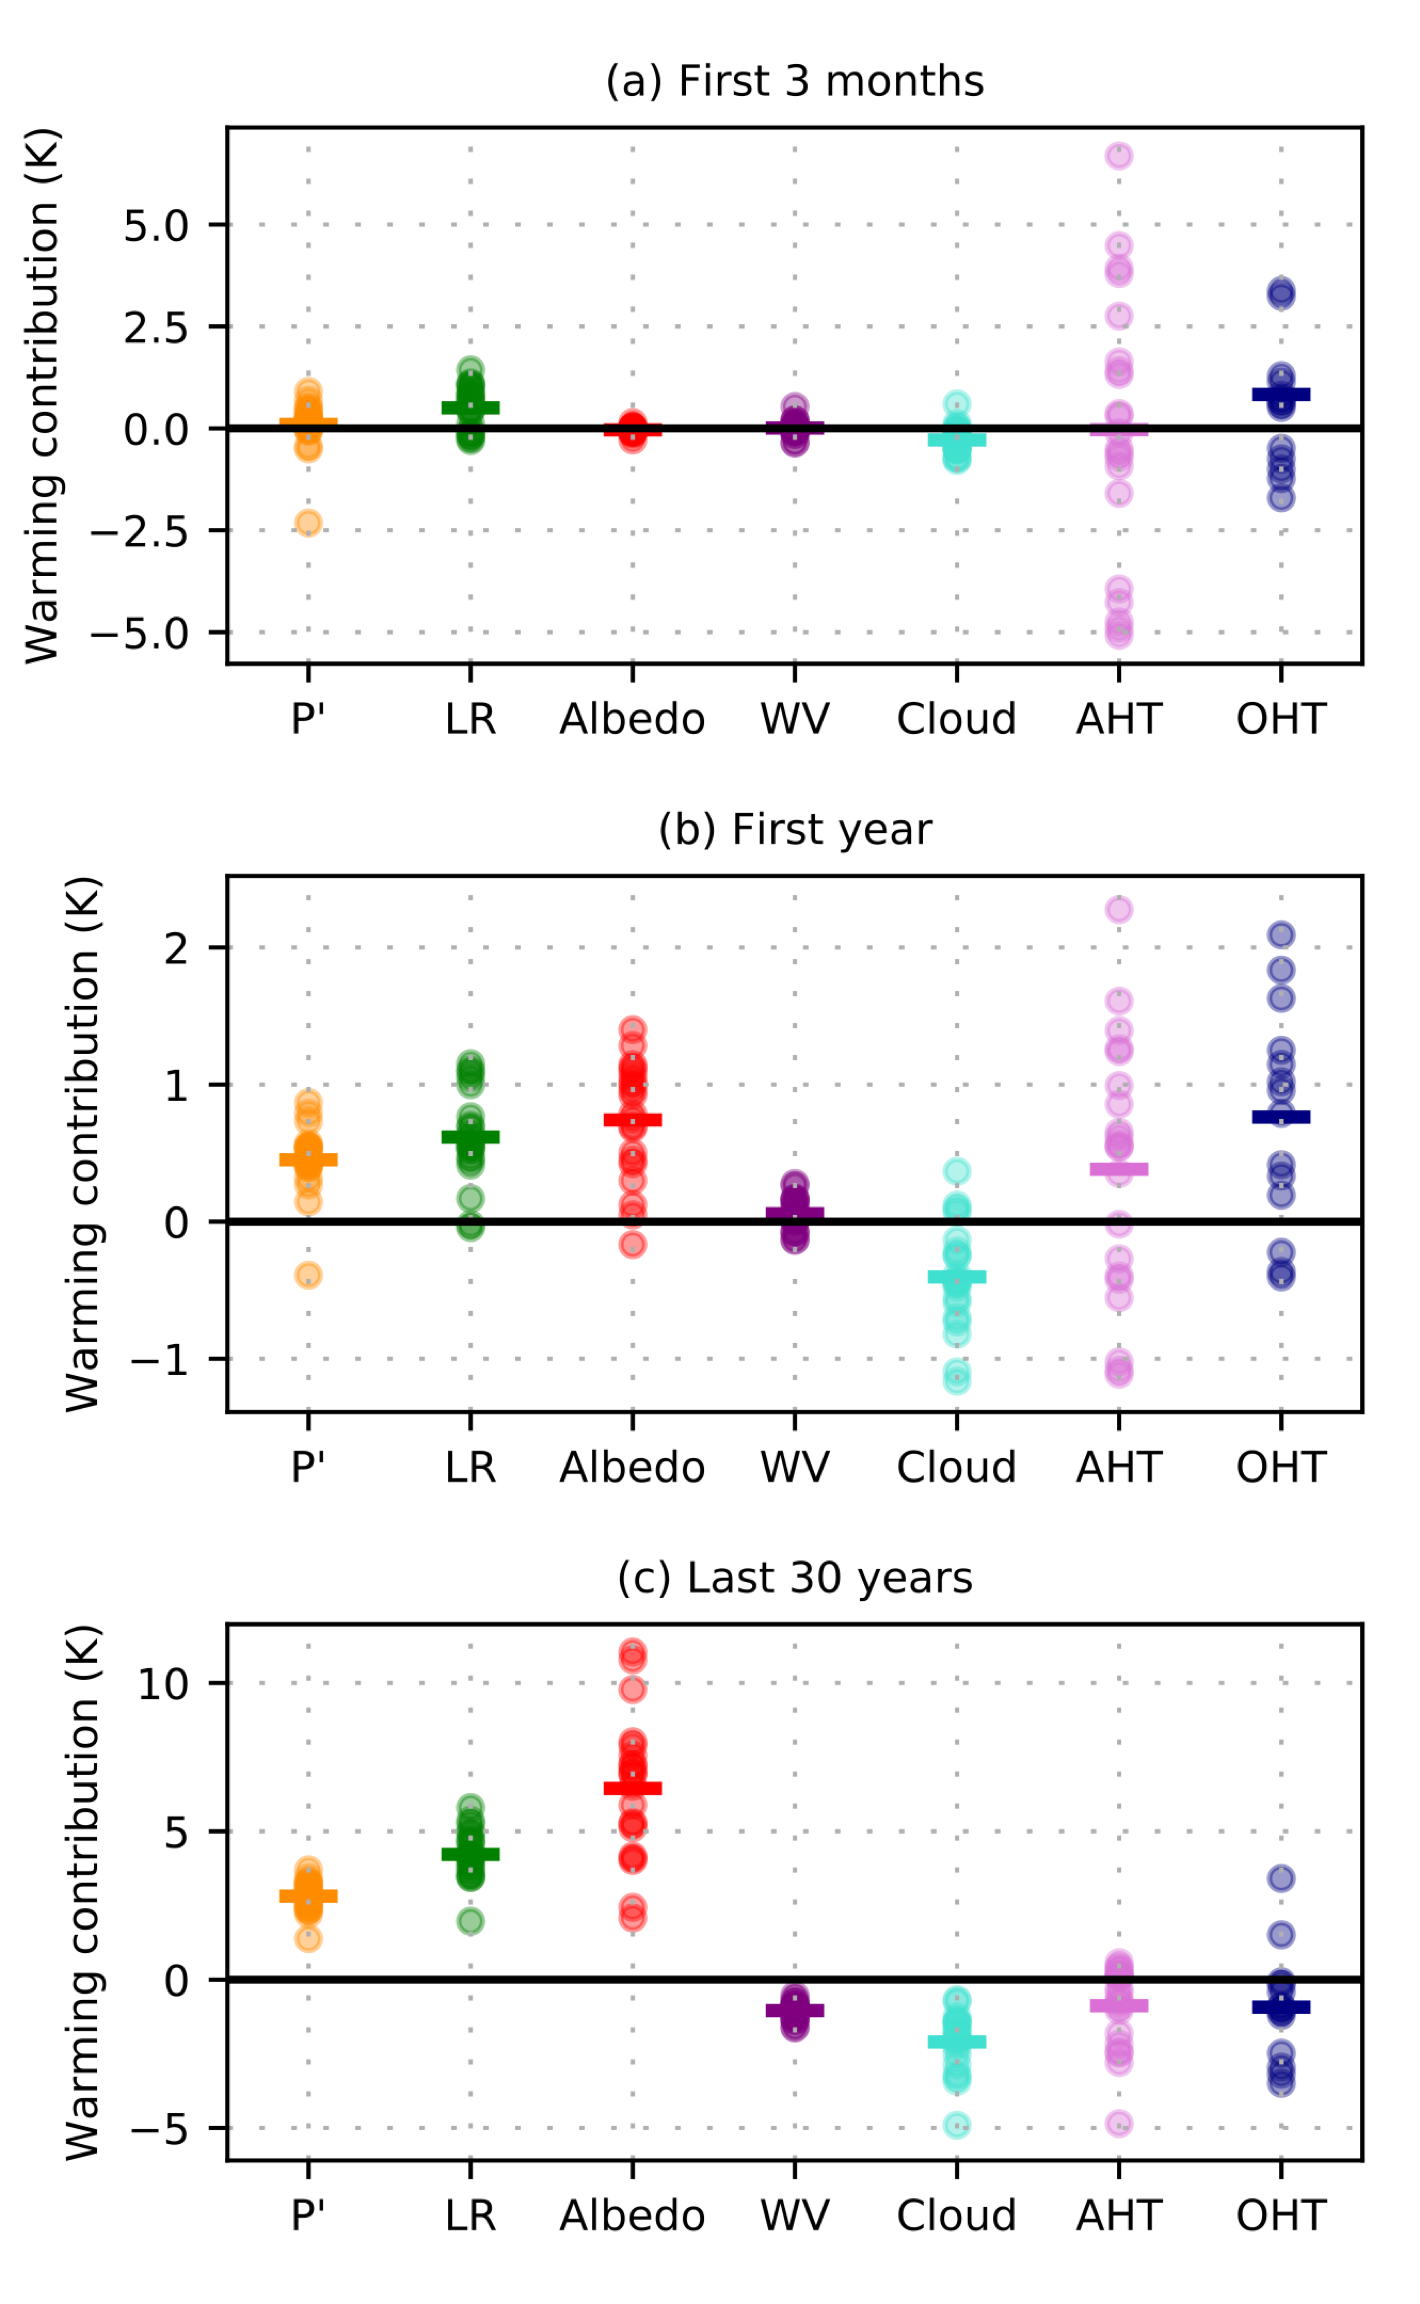 (a) First 3 months
Warming contribution (K)
5.0
2.5
0.0
−2.5
−5.0
P' LR Albedo WV Cloud AHT OHT
(b) First year
Warming contribution (K)
2
1
0
−1
P' LR Albedo WV Cloud AHT OHT
(c) Last 30 years
Warming contribution (K)
10
5
0
−5
P' LR Albedo WV Cloud AHT OHT